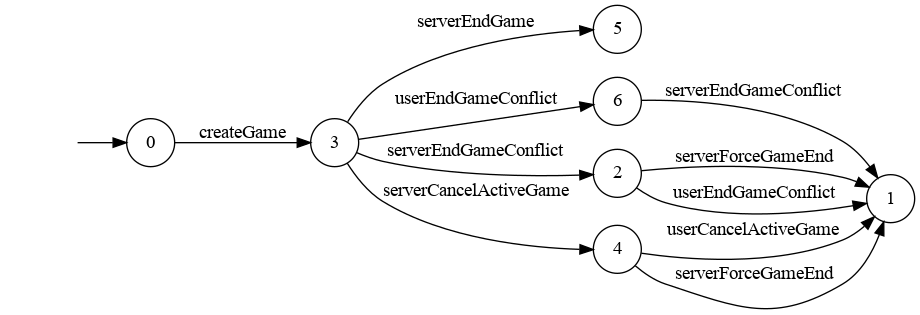 serverEndGame
5
userEndGameConflict
6
serverEndGameConflict
0
createGame
3
serverEndGameConflict
2
serverForceGameEnd
userEndGameConflict
1
serverCancelActiveGame
4
userCancelActiveGame
serverForceGameEnd